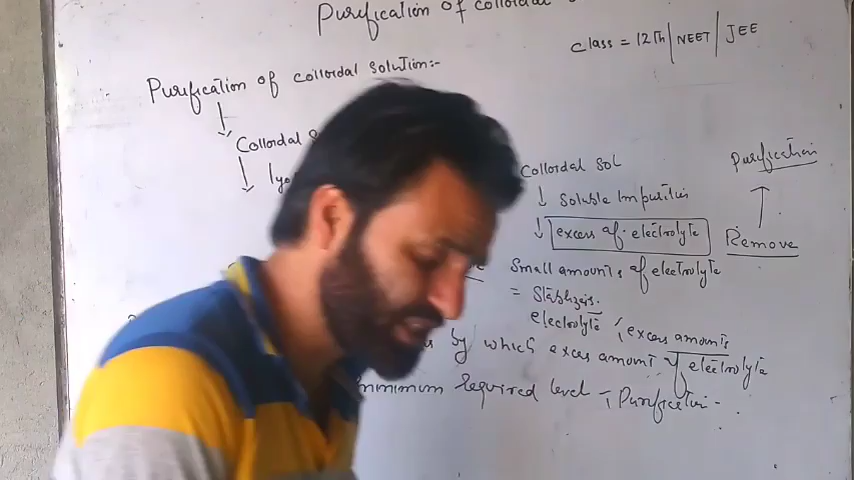 Purification of colloidal
Class = 12th | NEET | JEE
Purification of colloidal solution:-
Colloidal
Colloidal Sol
Purification
Soluble Impurities
excess of electrolyte
Remove
Small amounts of electrolyte
= Stabilizes.
electrolyte
excess amounts
by which excess amount of electrolyte
minimum required level
Purification